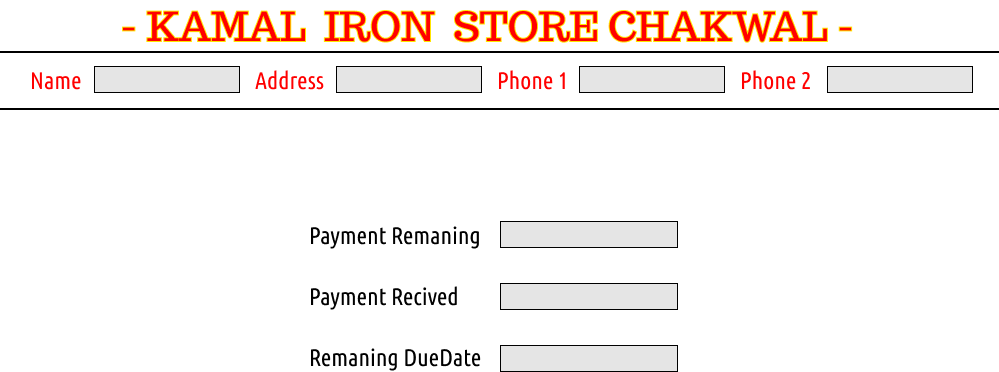 - KAMAL IRON STORE CHAKWAL -
Name Address Phone 1 Phone 2
Payment Remaning
Payment Recived
Remaning DueDate